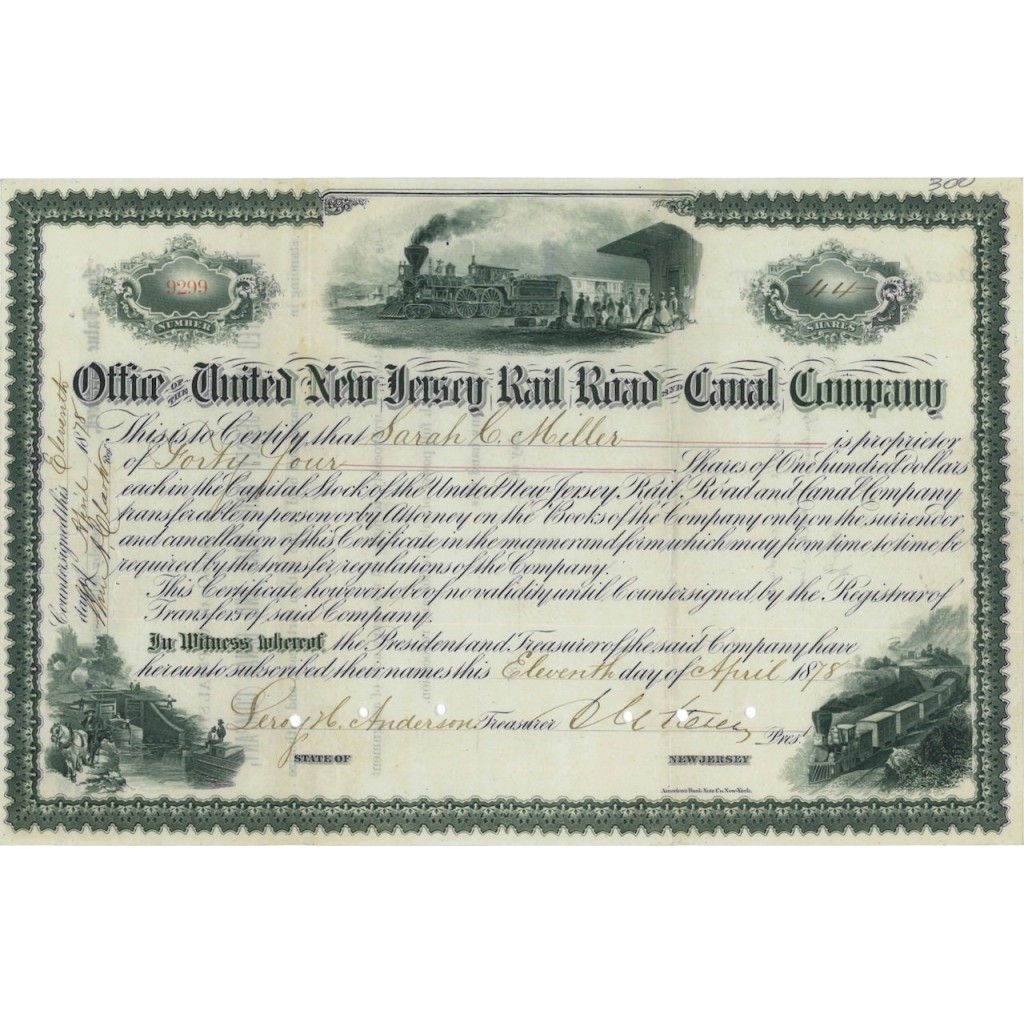 300
9299
NUMBER
44
SHARES
Office OF THE United New Jersey Rail Road AND Canal Company
This is to Certify, that Sarah C. Miller is proprietor
of Forty four Shares of One hundred dollars
each in the Capital Stock of the United New Jersey, Rail, Road and Canal Company
transferable in person or by Attorney on the Books of the Company only on the surrender
and cancellation of this Certificate in the manner and form, which may from time to time, be
required by the transfer regulations of the Company.
This Certificate however to be of no validity until Countersigned, by the Registrar of
Transfers of said Company.
In Witness whereof, the President and Treasurer of the said Company have
hereunto subscribed their names this Eleventh day of April 1878
Leroy H. Anderson Treasurer Pres.t
STATE OF NEW JERSEY
American Bank Note Co. New-York.
Countersigned this Eleventh
day of April 1878
Clark Reg